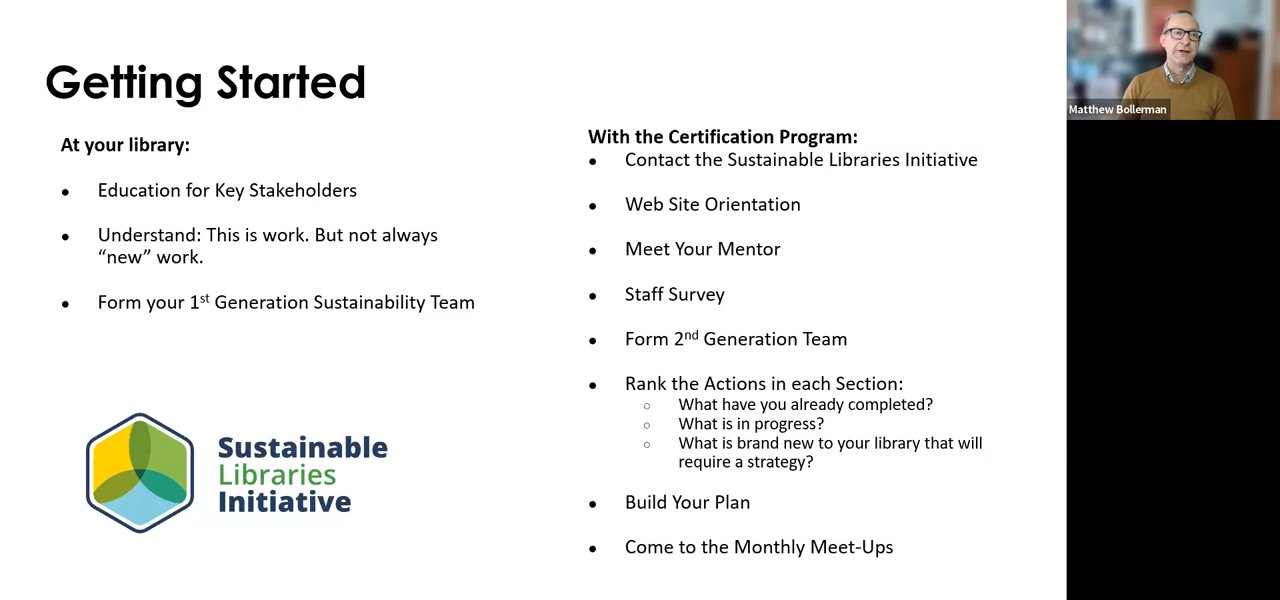 Getting Started
At your library:
● Education for Key Stakeholders
● Understand: This is work. But not always
“new” work.
● Form your 1st Generation Sustainability Team
Sustainable
Libraries
Initiative
With the Certification Program:
● Contact the Sustainable Libraries Initiative
● Web Site Orientation
● Meet Your Mentor
● Staff Survey
● Form 2nd Generation Team
● Rank the Actions in each Section:
○ What have you already completed?
○ What is in progress?
○ What is brand new to your library that will
require a strategy?
● Build Your Plan
● Come to the Monthly Meet-Ups
Matthew Bollerman